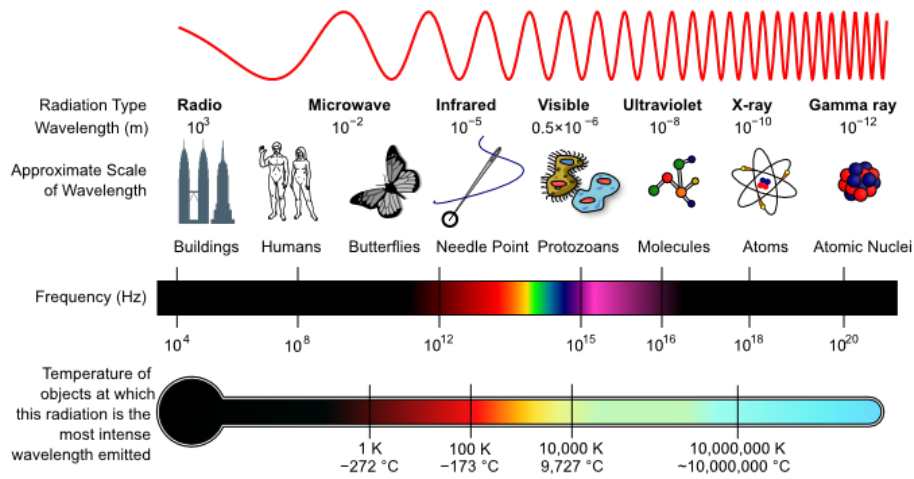 Radiation Type Radio Microwave Infrared Visible Ultraviolet X-ray Gamma ray
Wavelength (m) 10³ 10⁻² 10⁻⁵ 0.5×10⁻⁶ 10⁻⁸ 10⁻¹⁰ 10⁻¹²
Approximate Scale
of Wavelength
Buildings Humans Butterflies Needle Point Protozoans Molecules Atoms Atomic Nuclei
Frequency (Hz)
10⁴ 10⁸ 10¹² 10¹⁵ 10¹⁶ 10¹⁸ 10²⁰
Temperature of
objects at which
this radiation is the
most intense
wavelength emitted
1 K 100 K 10,000 K 10,000,000 K
−272 °C −173 °C 9,727 °C ~10,000,000 °C